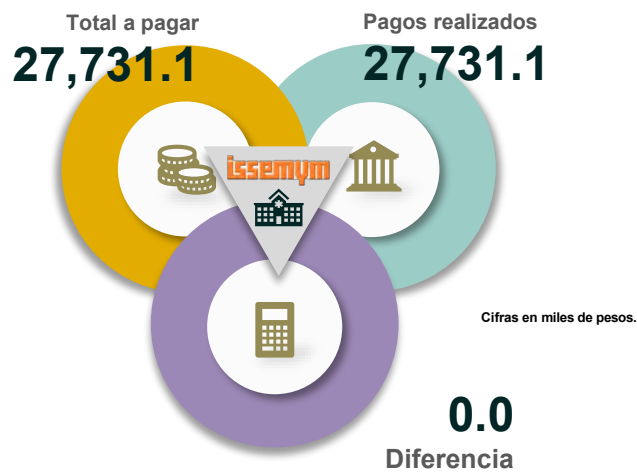 Total a pagar
27,731.1
Pagos realizados
27,731.1
issemym
Cifras en miles de pesos.
0.0
Diferencia